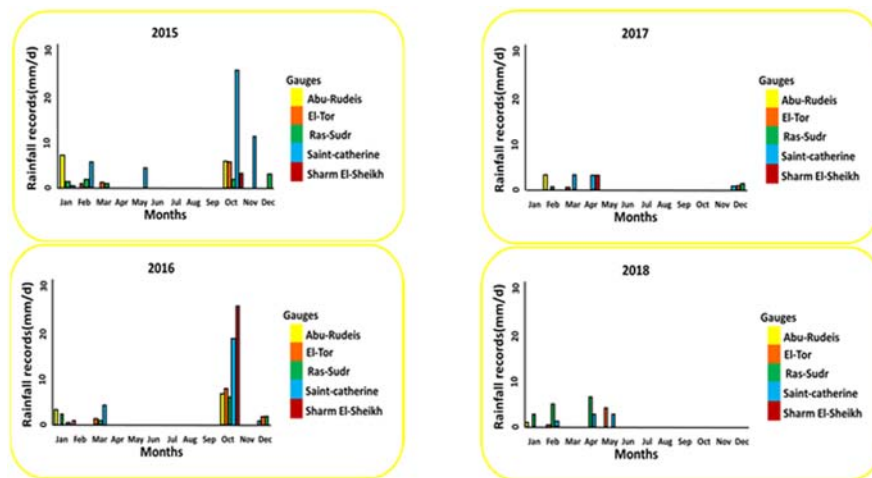 2015
Rainfall records(mm/d)
30
20
10
0
Gauges
Abu-Rudeis
El-Tor
Ras-Sudr
Saint-catherine
Sharm El-Sheikh
Jan Feb Mar Apr May Jun Jul Aug Sep Oct Nov Dec
Months
2017
Rainfall records(mm/d)
30
20
10
0
Gauges
Abu-Rudeis
El-Tor
Ras-Sudr
Saint-catherine
Sharm El-Sheikh
Jan Feb Mar Apr May Jun Jul Aug Sep Oct Nov Dec
Months
2016
Rainfall records(mm/d)
30
20
10
0
Gauges
Abu-Rudeis
El-Tor
Ras-Sudr
Saint-catherine
Sharm El-Sheikh
Jan Feb Mar Apr May Jun Jul Aug Sep Oct Nov Dec
Months
2018
Rainfall records(mm/d)
30
20
10
0
Gauges
Abu-Rudeis
El-Tor
Ras-Sudr
Saint-catherine
Sharm El-Sheikh
Jan Feb Mar Apr May Jun Jul Aug Sep Oct Nov Dec
Months